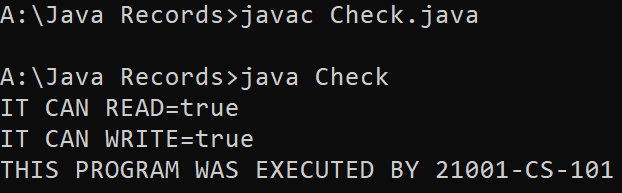 A:\Java Records>javac Check.java
A:\Java Records>java Check
IT CAN READ=true
IT CAN WRITE=true
THIS PROGRAM WAS EXECUTED BY 21001-CS-101